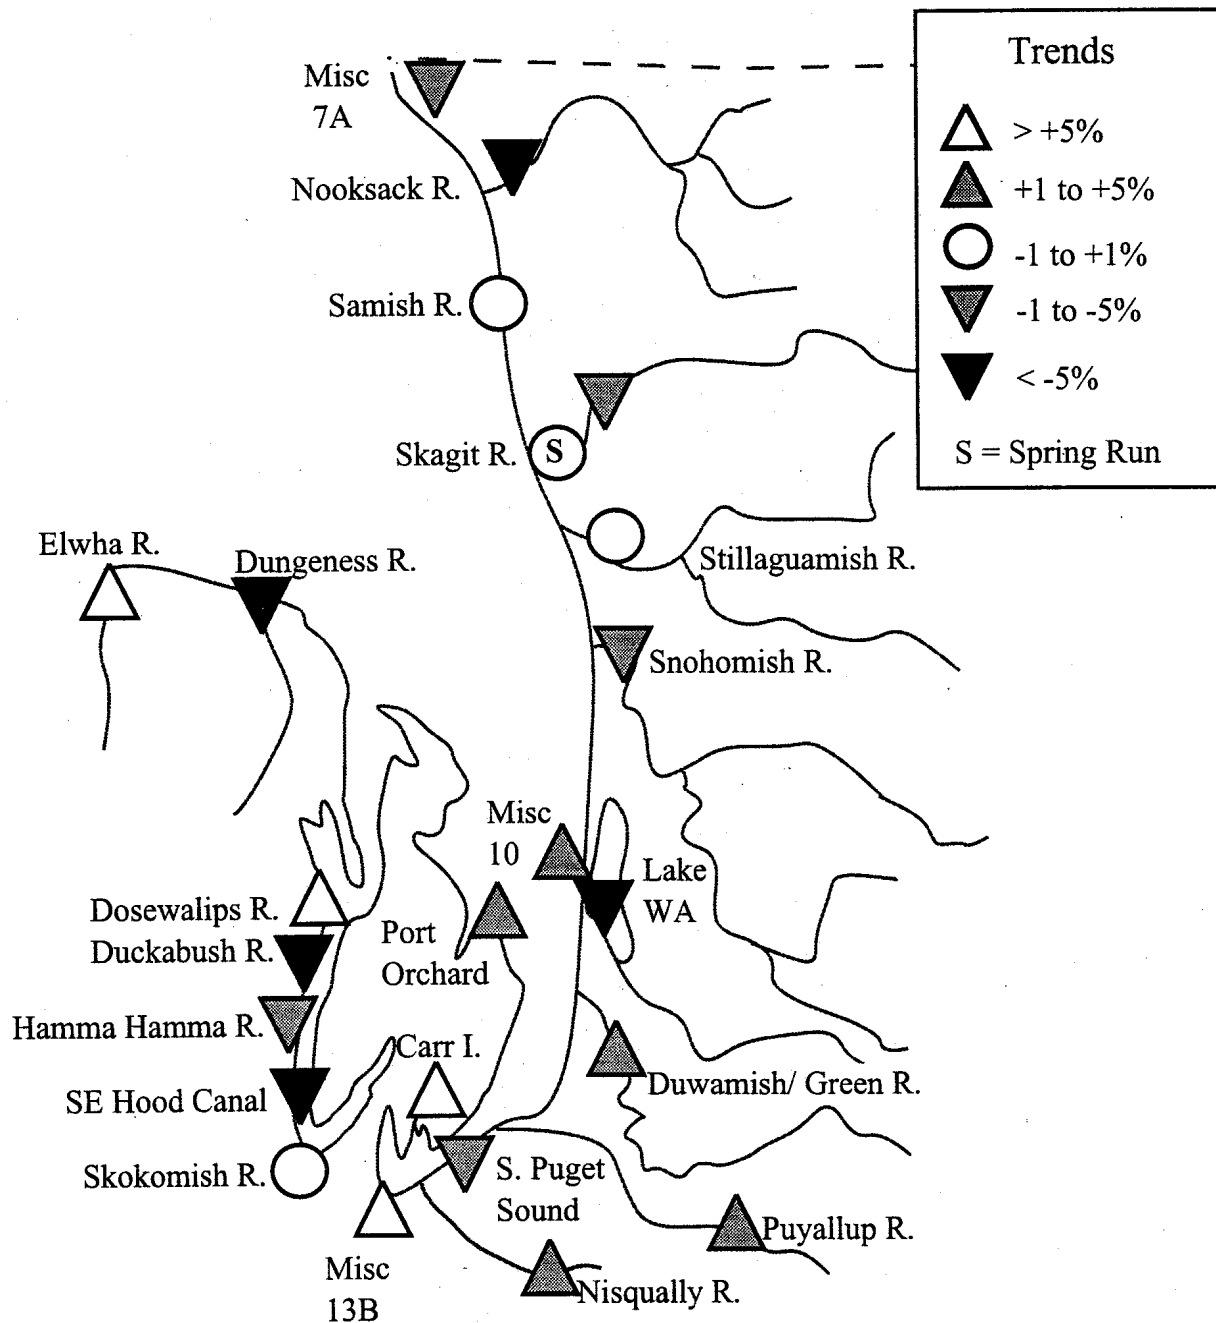 Trends
> +5%
+1 to +5%
-1 to +1%
-1 to -5%
< -5%
S = Spring Run
Misc
7A
Nooksack R.
Samish R.
Skagit R.
S
Stillaguamish R.
Elwha R.
Dungeness R.
Snohomish R.
Misc
10
Lake
WA
Dosewalips R.
Duckabush R.
Port
Orchard
Hamma Hamma R.
Carr I.
SE Hood Canal
Duwamish/ Green R.
Skokomish R.
S. Puget
Sound
Puyallup R.
Misc
13B
Nisqually R.